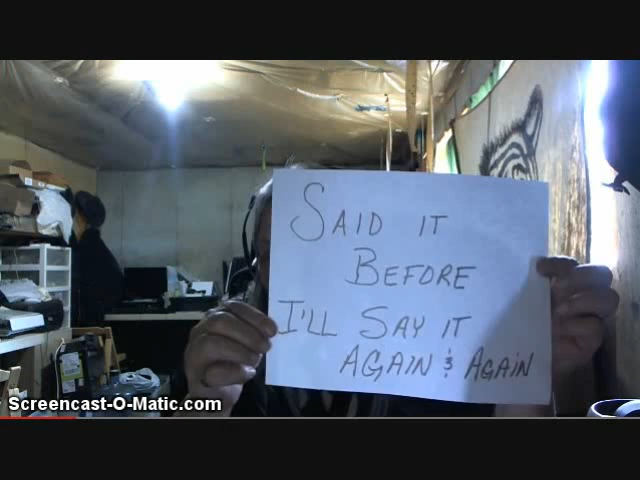 SAID IT
BEFORE
I'LL SAY IT
AGAIN & AGAIN
Screencast-O-Matic.com